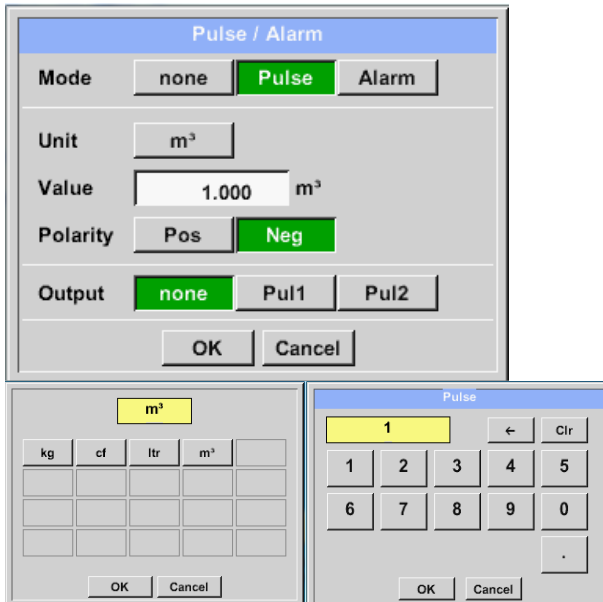 Pulse / Alarm
Mode none Pulse Alarm
Unit m³
Value 1.000 m³
Polarity Pos Neg
Output none Pul1 Pul2
OK Cancel
m³
kg cf ltr m³
OK Cancel
Pulse
1 ← Clr
1 2 3 4 5
6 7 8 9 0
.
OK Cancel